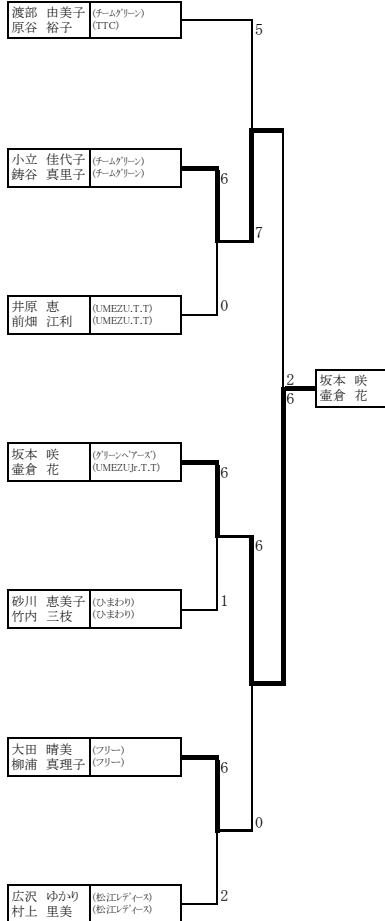 渡部 由美子 (チームグリーン)
原谷 裕子 (TTC)
5
小立 佳代子 (チームグリーン)
鋳谷 真里子 (チームグリーン)
6
7
0
井原 恵 (UMEZU.T.T)
前畑 江利 (UMEZU.T.T)
2
6
坂本 咲
壷倉 花
坂本 咲 (グリーンベアーズ)
壷倉 花 (UMEZUJr.T.T)
6
6
1
砂川 恵美子 (ひまわり)
竹内 三枝 (ひまわり)
大田 晴美 (フリー)
柳浦 真理子 (フリー)
6
0
2
広沢 ゆかり (松江レディース)
村上 里美 (松江レディース)